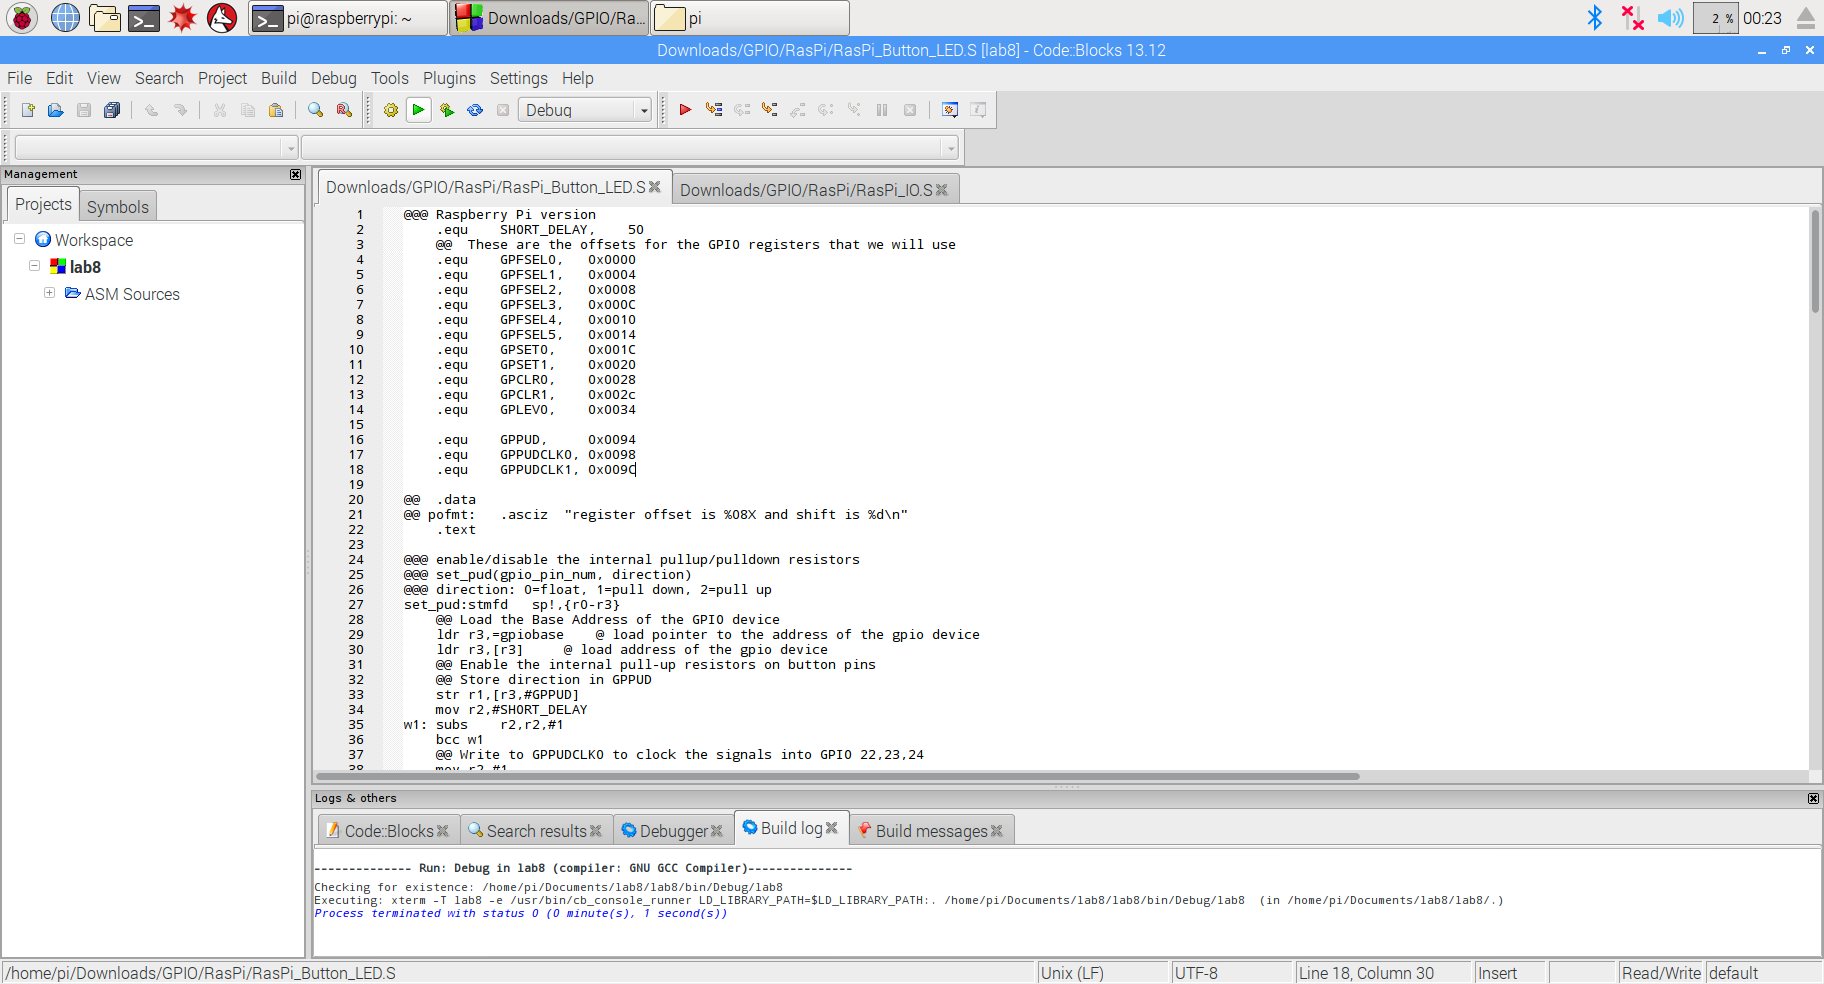 pi@raspberrypi: ~
Downloads/GPIO/Ra...
pi
2 %
00:23
Downloads/GPIO/RasPi/RasPi_Button_LED.S [lab8] - Code::Blocks 13.12
File Edit View Search Project Build Debug Tools Plugins Settings Help
Debug
Management
Projects
Symbols
Workspace
lab8
ASM Sources
Downloads/GPIO/RasPi/RasPi_Button_LED.S
Downloads/GPIO/RasPi/RasPi_IO.S
1 @@@ Raspberry Pi version
2 .equ SHORT_DELAY, 50
3 @@ These are the offsets for the GPIO registers that we will use
4 .equ GPFSEL0, 0x0000
5 .equ GPFSEL1, 0x0004
6 .equ GPFSEL2, 0x0008
7 .equ GPFSEL3, 0x000C
8 .equ GPFSEL4, 0x0010
9 .equ GPFSEL5, 0x0014
10 .equ GPSET0, 0x001C
11 .equ GPSET1, 0x0020
12 .equ GPCLR0, 0x0028
13 .equ GPCLR1, 0x002c
14 .equ GPLEV0, 0x0034
15
16 .equ GPPUD, 0x0094
17 .equ GPPUDCLK0, 0x0098
18 .equ GPPUDCLK1, 0x009C
19
20 @@ .data
21 @@ pofmt: .asciz "register offset is %08X and shift is %d\n"
22 .text
23
24 @@@ enable/disable the internal pullup/pulldown resistors
25 @@@ set_pud(gpio_pin_num, direction)
26 @@@ direction: 0=float, 1=pull down, 2=pull up
27 set_pud:stmfd sp!,{r0-r3}
28 @@ Load the Base Address of the GPIO device
29 ldr r3,=gpiobase @ load pointer to the address of the gpio device
30 ldr r3,[r3] @ load address of the gpio device
31 @@ Enable the internal pull-up resistors on button pins
32 @@ Store direction in GPPUD
33 str r1,[r3,#GPPUD]
34 mov r2,#SHORT_DELAY
35 w1: subs r2,r2,#1
36 bcc w1
37 @@ Write to GPPUDCLK0 to clock the signals into GPIO 22,23,24
38 mov r2,#1
Logs & others
Code::Blocks
Search results
Debugger
Build log
Build messages
-------------- Run: Debug in lab8 (compiler: GNU GCC Compiler)---------------
Checking for existence: /home/pi/Documents/lab8/lab8/bin/Debug/lab8
Executing: xterm -T lab8 -e /usr/bin/cb_console_runner LD_LIBRARY_PATH=$LD_LIBRARY_PATH:. /home/pi/Documents/lab8/lab8/bin/Debug/lab8 (in /home/pi/Documents/lab8/lab8/.)
Process terminated with status 0 (0 minute(s), 1 second(s))
/home/pi/Downloads/GPIO/RasPi/RasPi_Button_LED.S
Unix (LF)
UTF-8
Line 18, Column 30
Insert
Read/Write
default